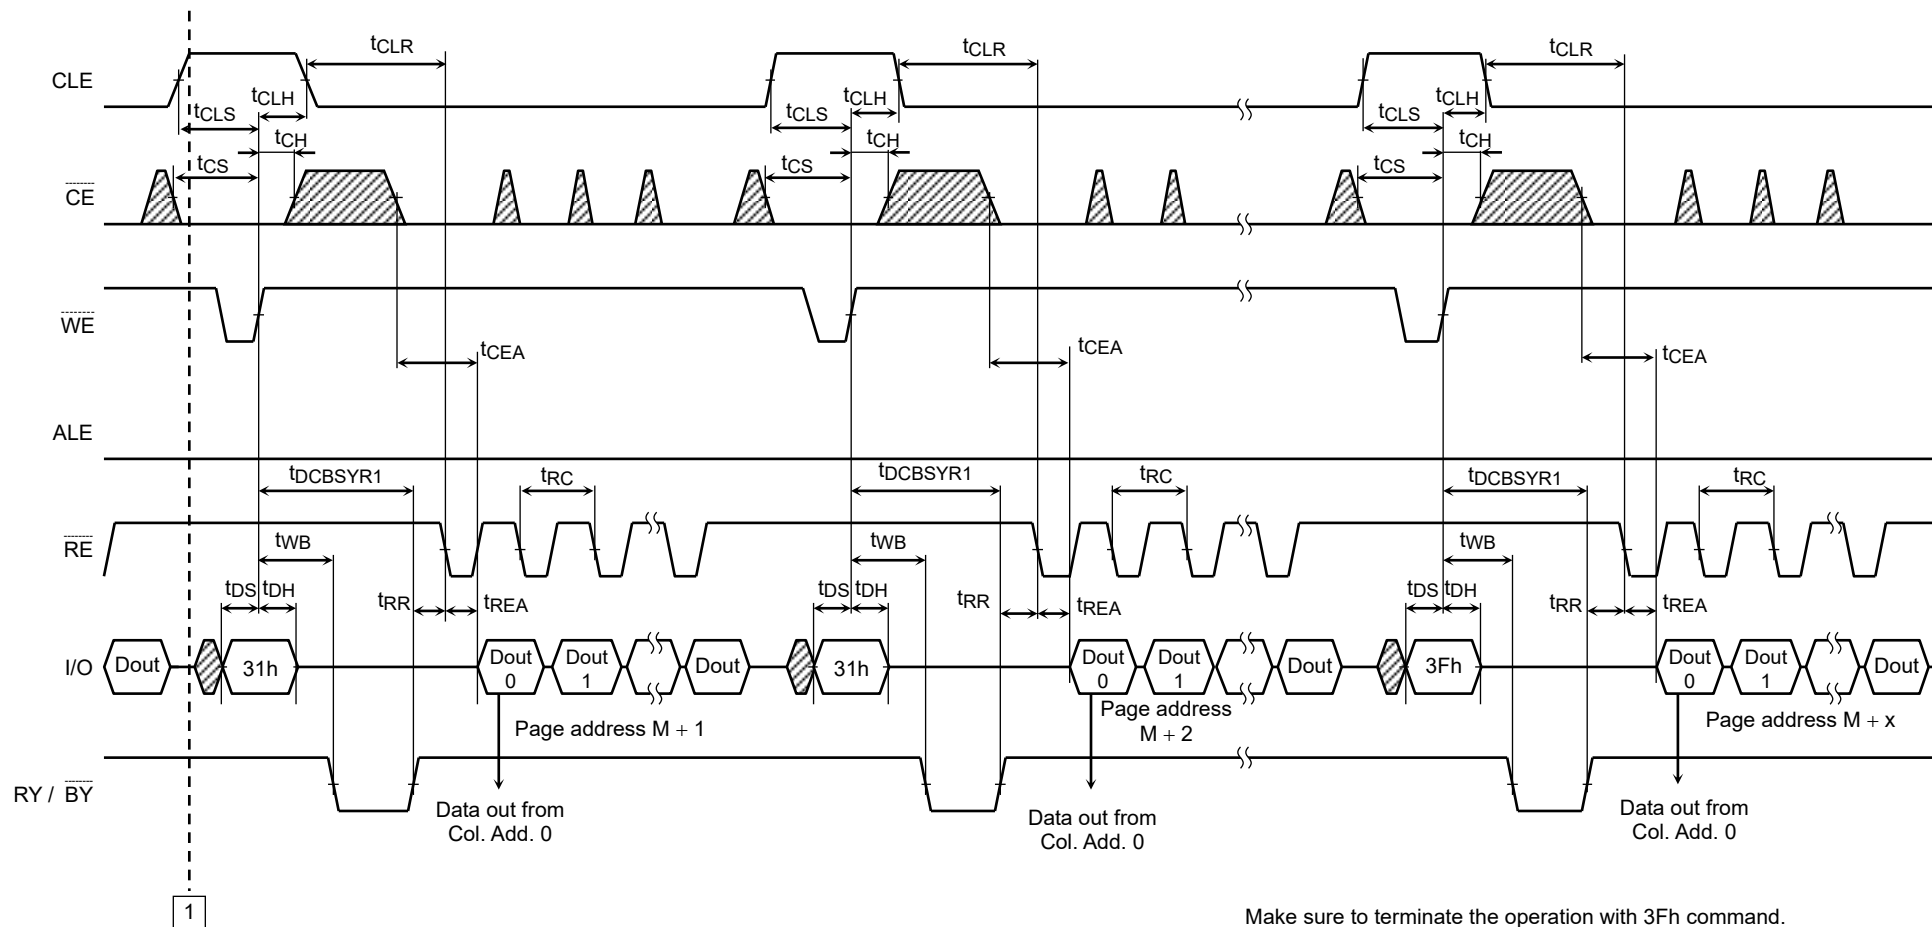 tCLR tCLR tCLR
CLE
tCLH tCLH tCLH
tCLS tCLS tCLS
tCH tCH tCH
tCS tCS tCS
CE
WE
tCEA tCEA tCEA
ALE
tDCBSYR1 tRC tDCBSYR1 tRC tDCBSYR1 tRC
RE
tWB tWB tWB
tDS tDH tDS tDH tDS tDH
tRR tREA tRR tREA tRR tREA
I/O Dout 31h Dout 0 Dout 1 Dout 31h Dout 0 Dout 1 Dout 3Fh Dout 0 Dout 1 Dout
Page address M + 1
Page address
M + 2
Page address M + x
RY / BY
Data out from
Col. Add. 0
Data out from
Col. Add. 0
Data out from
Col. Add. 0
1
Make sure to terminate the operation with 3Fh command.